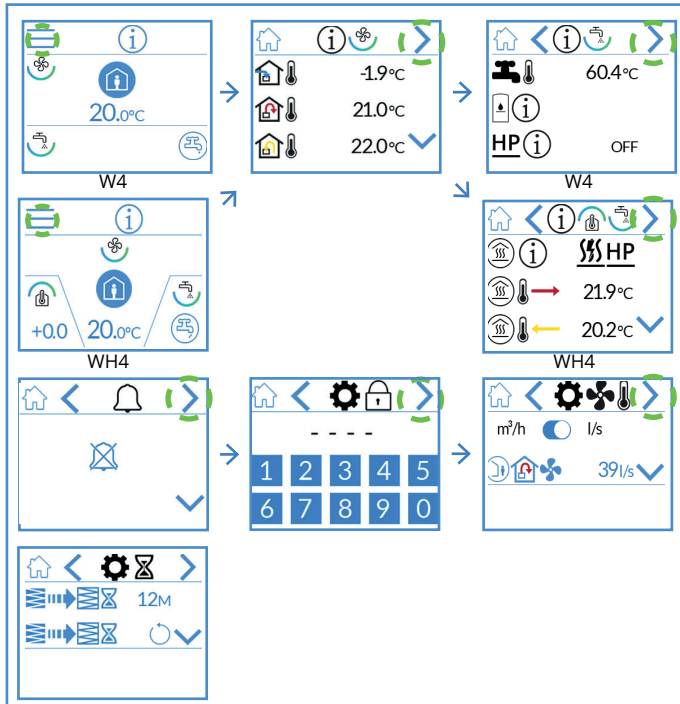 20.0°C
W4
-1.9°C
21.0°C
22.0°C
60.4°C
HP OFF
W4
+0.0 20.0°C
WH4
HP
21.9°C
20.2°C
WH4
- - - -
1 2 3 4 5
6 7 8 9 0
m³/h l/s
39 l/s
12M